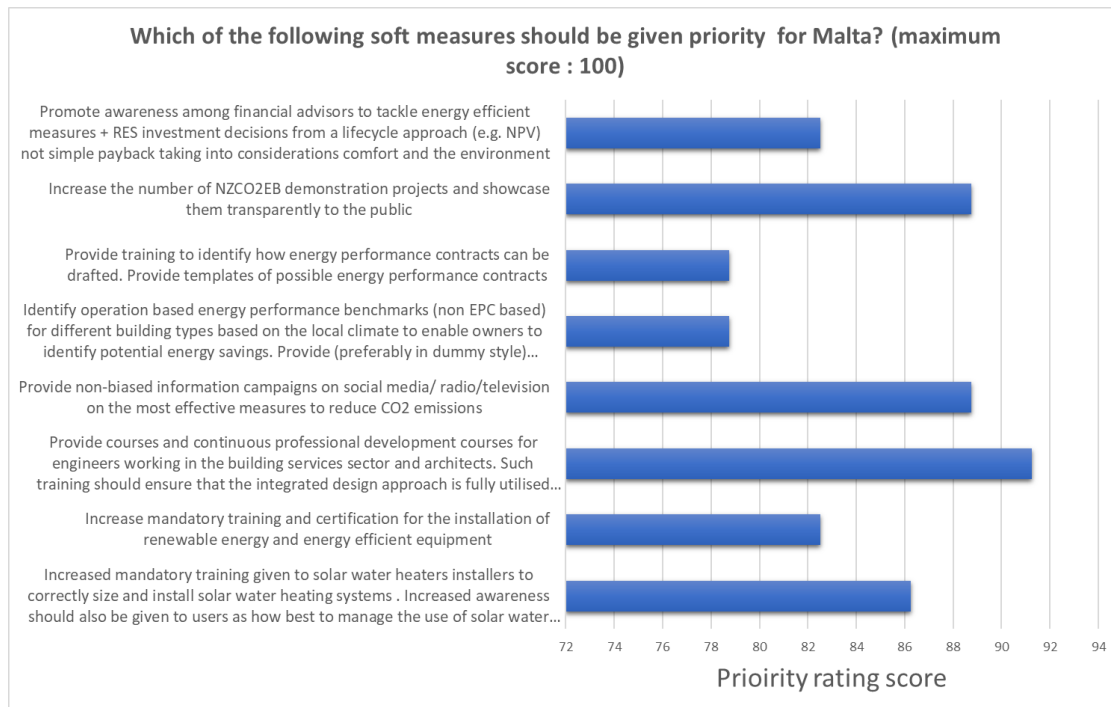 Which of the following soft measures should be given priority for Malta? (maximum
score : 100)
Promote awareness among financial advisors to tackle energy efficient
measures + RES investment decisions from a lifecycle approach (e.g. NPV)
not simple payback taking into considerations comfort and the environment
Increase the number of NZCO2EB demonstration projects and showcase
them transparently to the public
Provide training to identify how energy performance contracts can be
drafted. Provide templates of possible energy performance contracts
Identify operation based energy performance benchmarks (non EPC based)
for different building types based on the local climate to enable owners to
identify potential energy savings. Provide (preferably in dummy style)...
Provide non-biased information campaigns on social media/ radio/television
on the most effective measures to reduce CO2 emissions
Provide courses and continuous professional development courses for
engineers working in the building services sector and architects. Such
training should ensure that the integrated design approach is fully utilised...
Increase mandatory training and certification for the installation of
renewable energy and energy efficient equipment
Increased mandatory training given to solar water heaters installers to
correctly size and install solar water heating systems . Increased awareness
should also be given to users as how best to manage the use of solar water...
72 74 76 78 80 82 84 86 88 90 92 94
Prioirity rating score